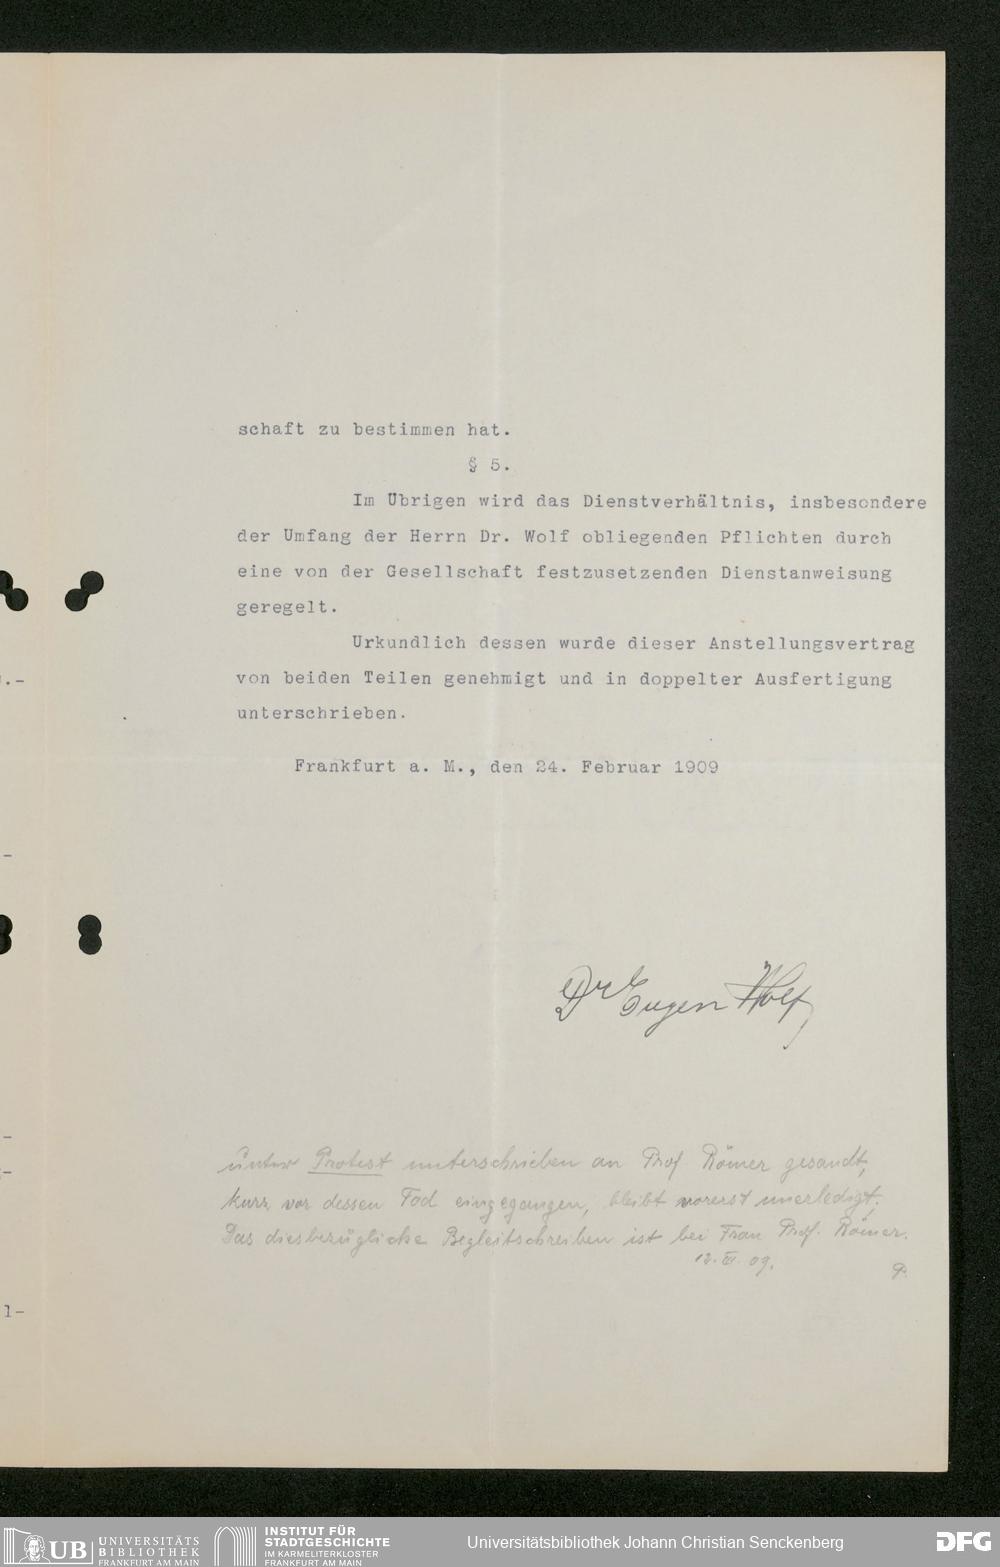 schaft zu bestimmen hat.
§ 5.
Im Übrigen wird das Dienstverhältnis, insbesondere
der Umfang der Herrn Dr. Wolf obliegenden Pflichten durch
eine von der Gesellschaft festzusetzenden Dienstanweisung
geregelt.
Urkundlich dessen wurde dieser Anstellungsvertrag
.-
von beiden Teilen genehmigt und in doppelter Ausfertigung
unterschrieben.
Frankfurt a. M., den 24. Februar 1909
-
Dr Eugen Wolf
-
-
unter Protest unterschrieben an Prof. Römer gesandt,
kurz vor dessen Tod eingegangen, bleibt vorerst unerledigt.
Das diesbezügliche Begleitschreiben ist bei Frau Prof. Römer.
12. III. 09.
l-
UB UNIVERSITÄTS
BIBLIOTHEK
FRANKFURT AM MAIN
INSTITUT FÜR
STADTGESCHICHTE
IM KARMELITERKLOSTER
FRANKFURT AM MAIN
Universitätsbibliothek Johann Christian Senckenberg
DFG